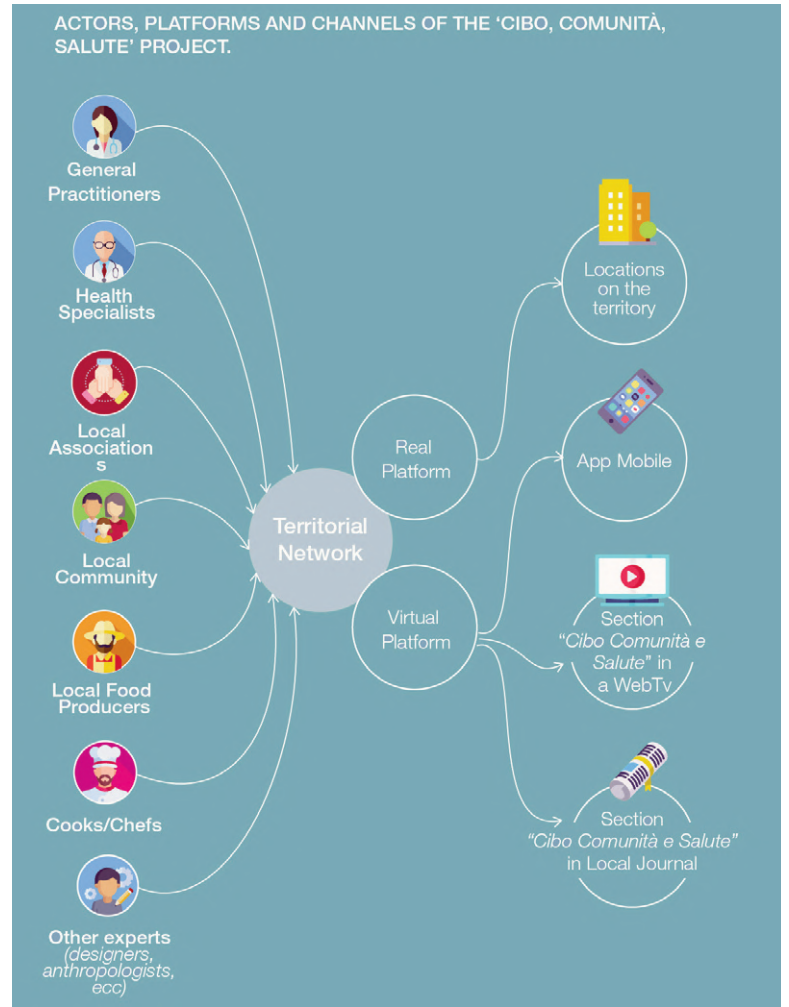 ACTORS, PLATFORMS AND CHANNELS OF THE ‘CIBO, COMUNITÀ,
SALUTE’ PROJECT.
General
Practitioners
Health
Specialists
Local
Association
s
Local
Community
Local Food
Producers
Cooks/Chefs
Other experts
(designers,
anthropologists,
ecc)
Territorial
Network
Real
Platform
Virtual
Platform
Locations
on the
territory
App Mobile
Section
“Cibo Comunità e
Salute” in
a WebTv
Section
“Cibo Comunità e Salute”
in Local Journal